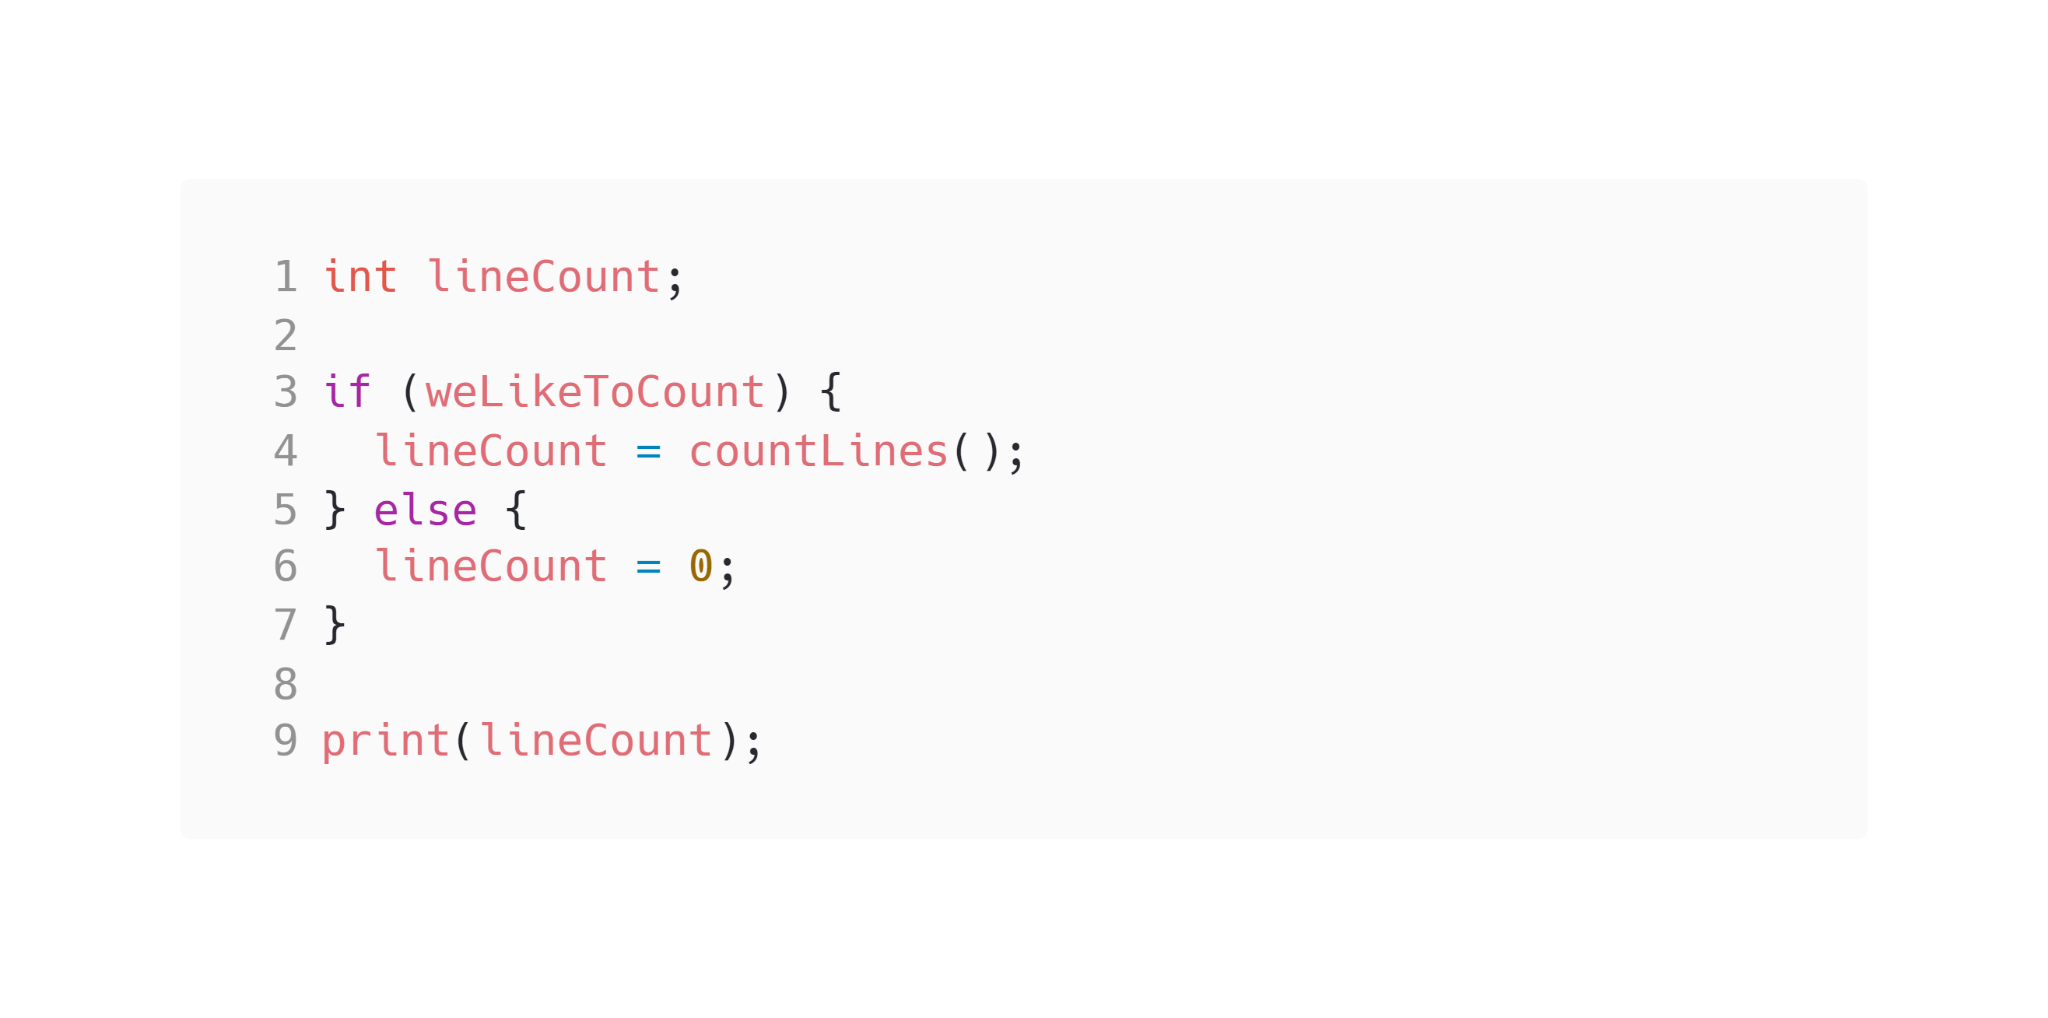 1 int lineCount;
2
3 if (weLikeToCount) {
4   lineCount = countLines();
5 } else {
6   lineCount = 0;
7 }
8
9 print(lineCount);